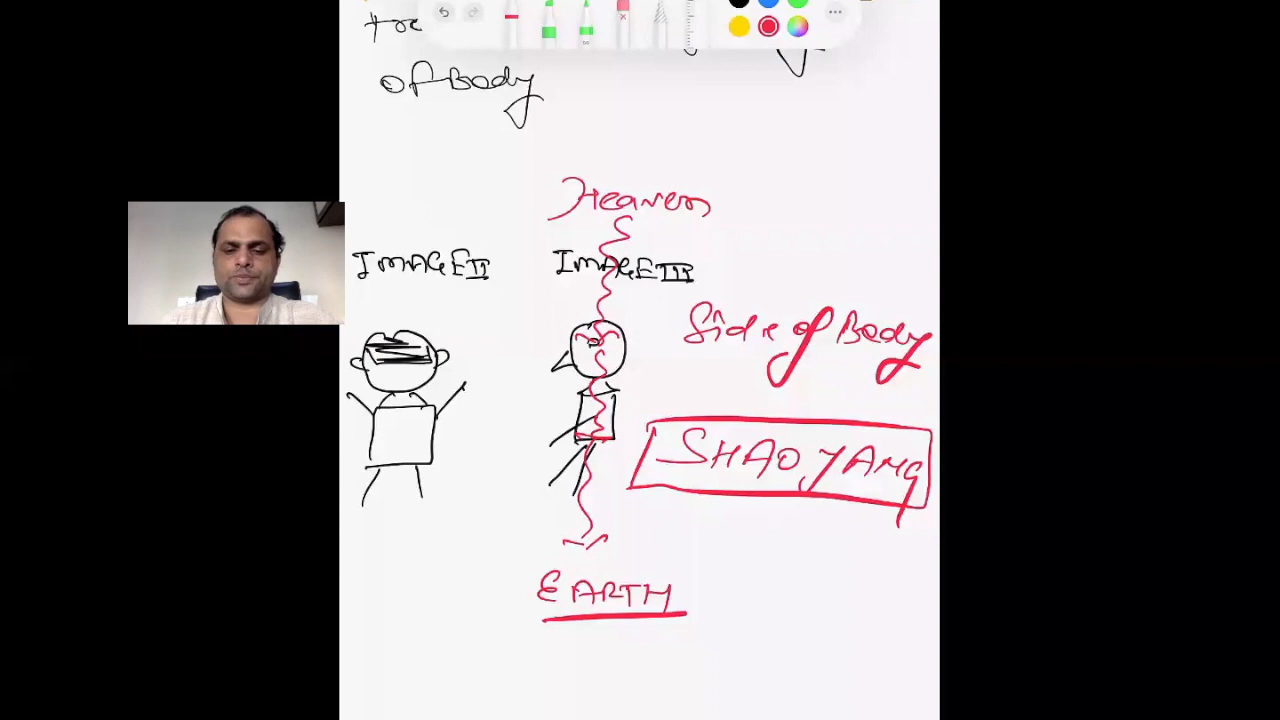 of Body
Heaven
IMAGE II
IMAGE III
Side of Body
SHAO YANG
EARTH